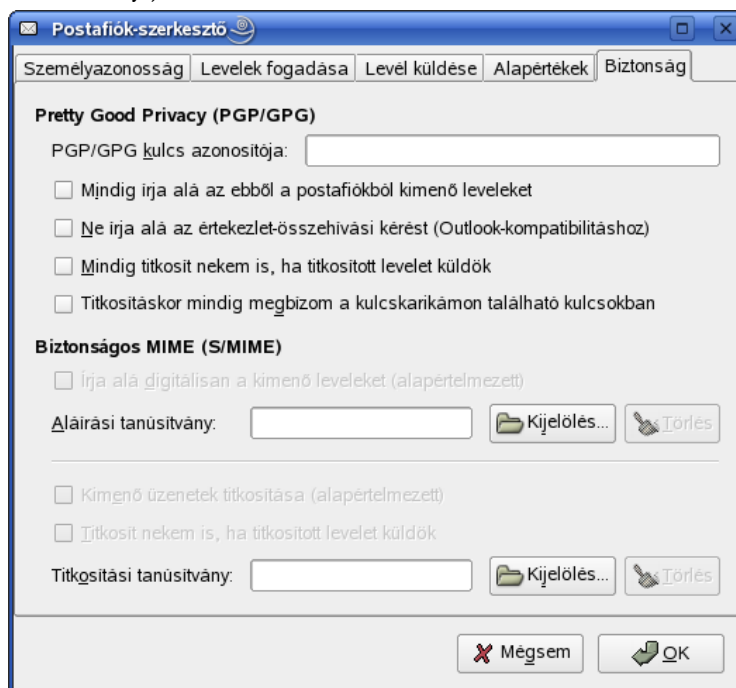 Postafiók-szerkesztő
Személyazonosság Levelek fogadása Levél küldése Alapértékek Biztonság
Pretty Good Privacy (PGP/GPG)
PGP/GPG kulcs azonosítója:
Mindig írja alá az ebből a postafiókból kimenő leveleket
Ne írja alá az értekezlet-összehívási kérést (Outlook-kompatibilitáshoz)
Mindig titkosít nekem is, ha titkosított levelet küldök
Titkosításkor mindig megbízom a kulcskarikámon található kulcsokban
Biztonságos MIME (S/MIME)
Írja alá digitálisan a kimenő leveleket (alapértelmezett)
Aláírási tanúsítvány: Kijelölés... Törlés
Kimenő üzenetek titkosítása (alapértelmezett)
Titkosít nekem is, ha titkosított levelet küldök
Titkosítási tanúsítvány: Kijelölés... Törlés
Mégsem OK